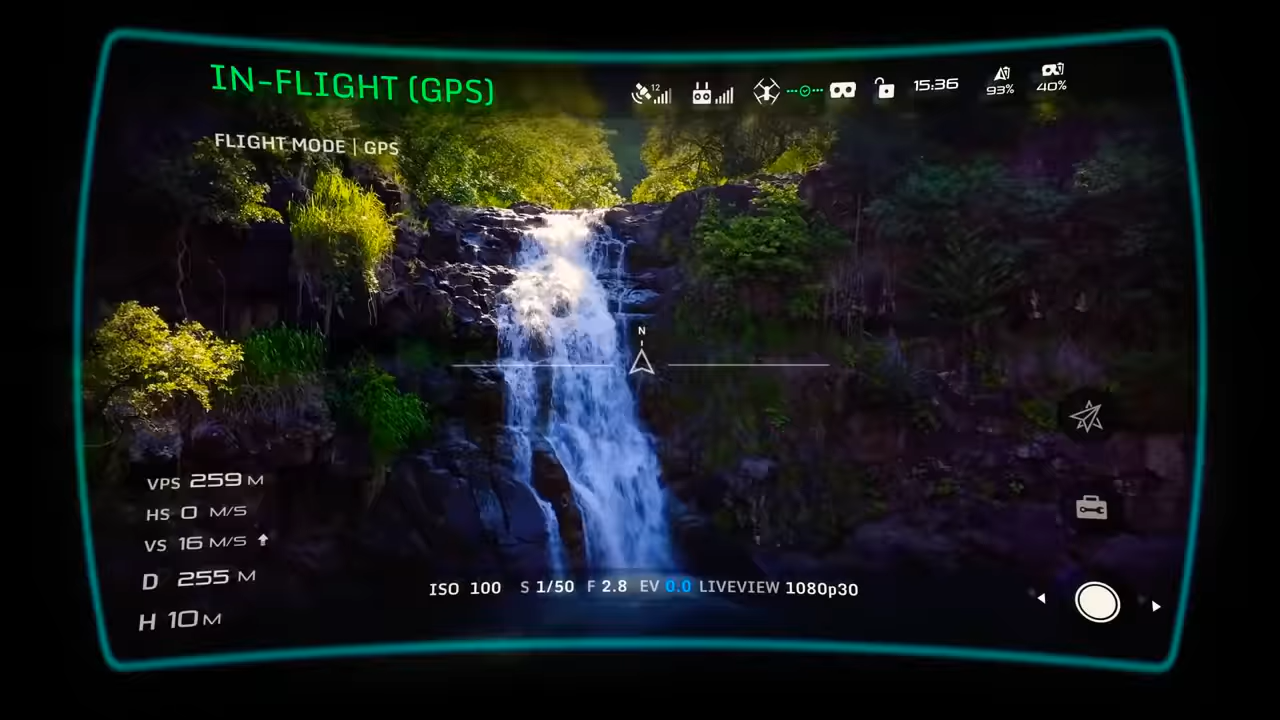 IN-FLIGHT (GPS)
12
15:36
93%
40%
FLIGHT MODE | GPS
N
VPS 259 M
HS 0 M/S
VS 16 M/S
D 255 M
H 10 M
ISO 100 S 1/50 F 2.8 EV 0.0 LIVEVIEW 1080p30